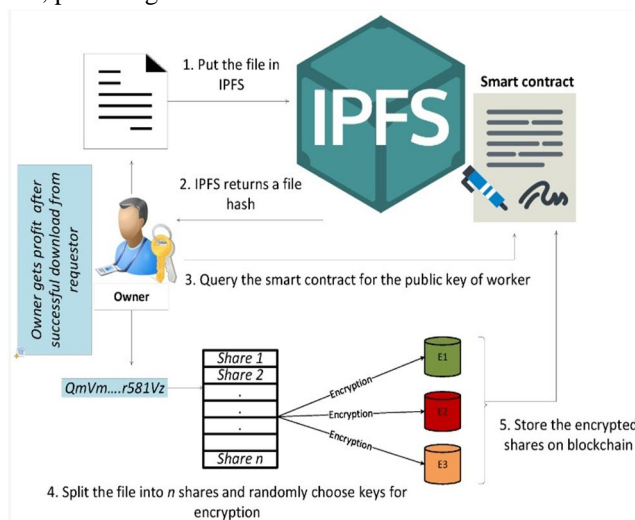 1. Put the file in
IPFS
IPFS
Smart contract
2. IPFS returns a file
hash
Owner gets profit after
successful download from
requestor
Owner
3. Query the smart contract for the public key of worker
QmVm....r581Vz
Share 1
Share 2
.
.
.
Share n
Encryption
Encryption
Encryption
E1
E2
E3
5. Store the encrypted
shares on blockchain
4. Split the file into n shares and randomly choose keys for
encryption